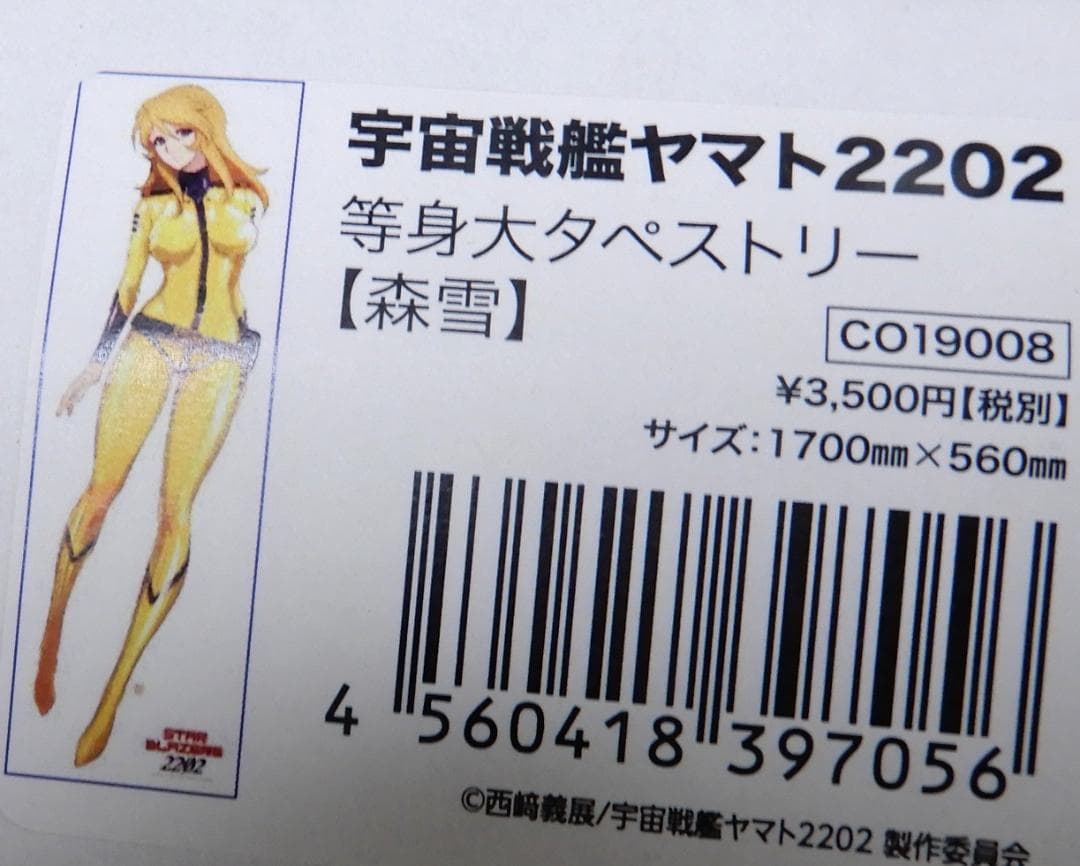 宇宙戦艦ヤマト2202
等身大タペストリー
【森雪】
CO19008
¥3,500円【税別】
サイズ:1700㎜×560㎜
4 560418 397056
©西﨑義展/宇宙戦艦ヤマト2202 製作委員会
STAR
BLAZERS
2202